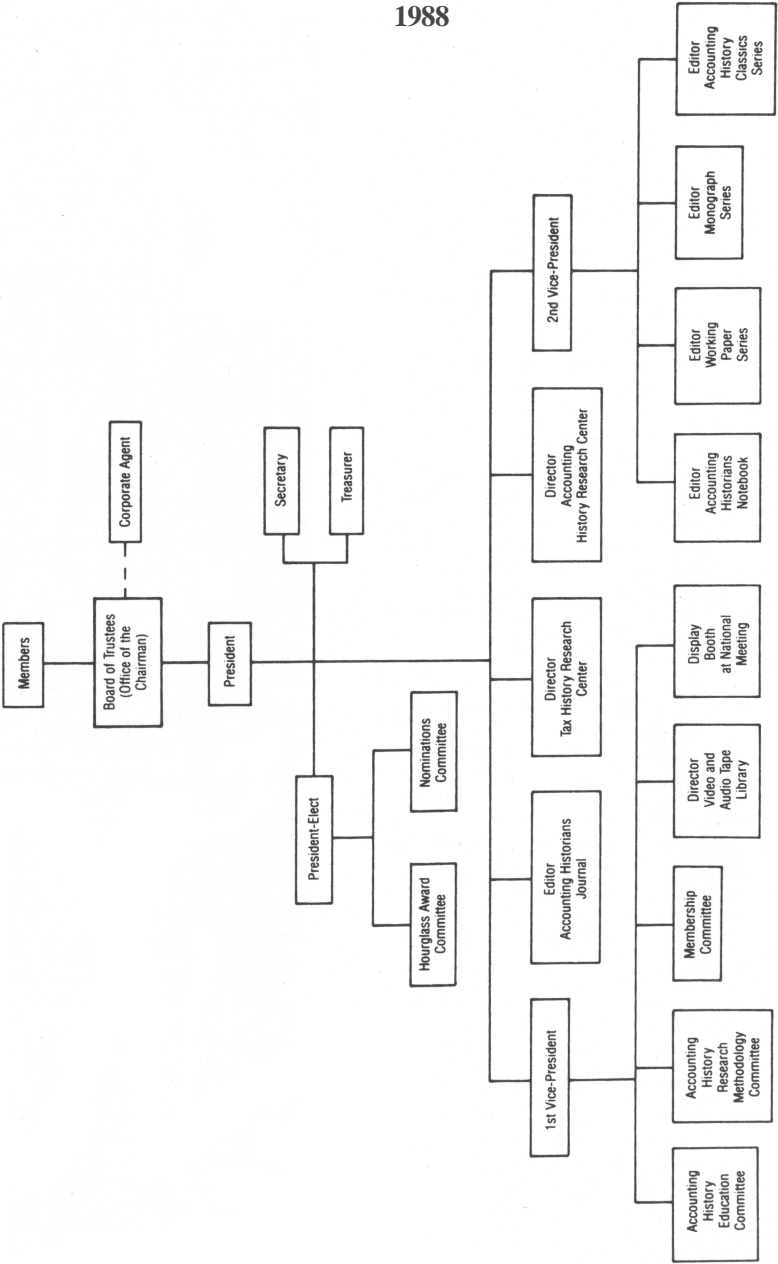 1988
Members
Board of Trustees
(Office of the
Chairman)
Corporate Agent
President
Secretary
Treasurer
President-Elect
Hourglass Award
Committee
Nominations
Committee
1st Vice-President
Editor
Accounting Historians
Journal
Director
Tax History Research
Center
Director
Accounting
History Research Center
2nd Vice-President
Accounting
History
Education
Committee
Accounting
History
Research
Methodology
Committee
Membership
Committee
Director
Video and
Audio Tape
Library
Display
Booth
at National
Meeting
Editor
Accounting
Historians
Notebook
Editor
Working
Paper
Series
Editor
Monograph
Series
Editor
Accounting
History
Classics
Series